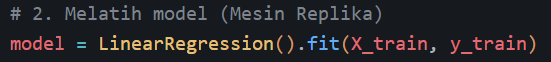 # 2. Melatih model (Mesin Replika)
model = LinearRegression().fit(X_train, y_train)